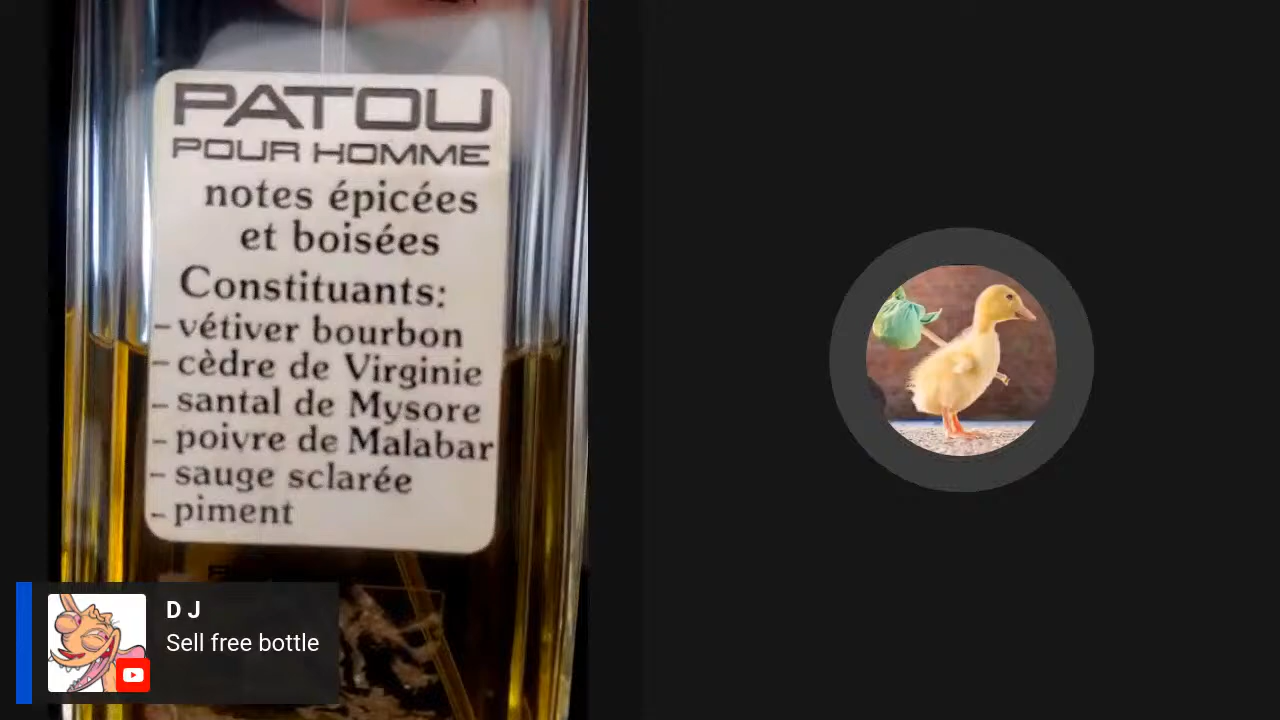 PATOU
POUR HOMME
notes épicées
et boisées
Constituants:
- vétiver bourbon
- cèdre de Virginie
- santal de Mysore
- poivre de Malabar
- sauge sclarée
- piment
D J
Sell free bottle